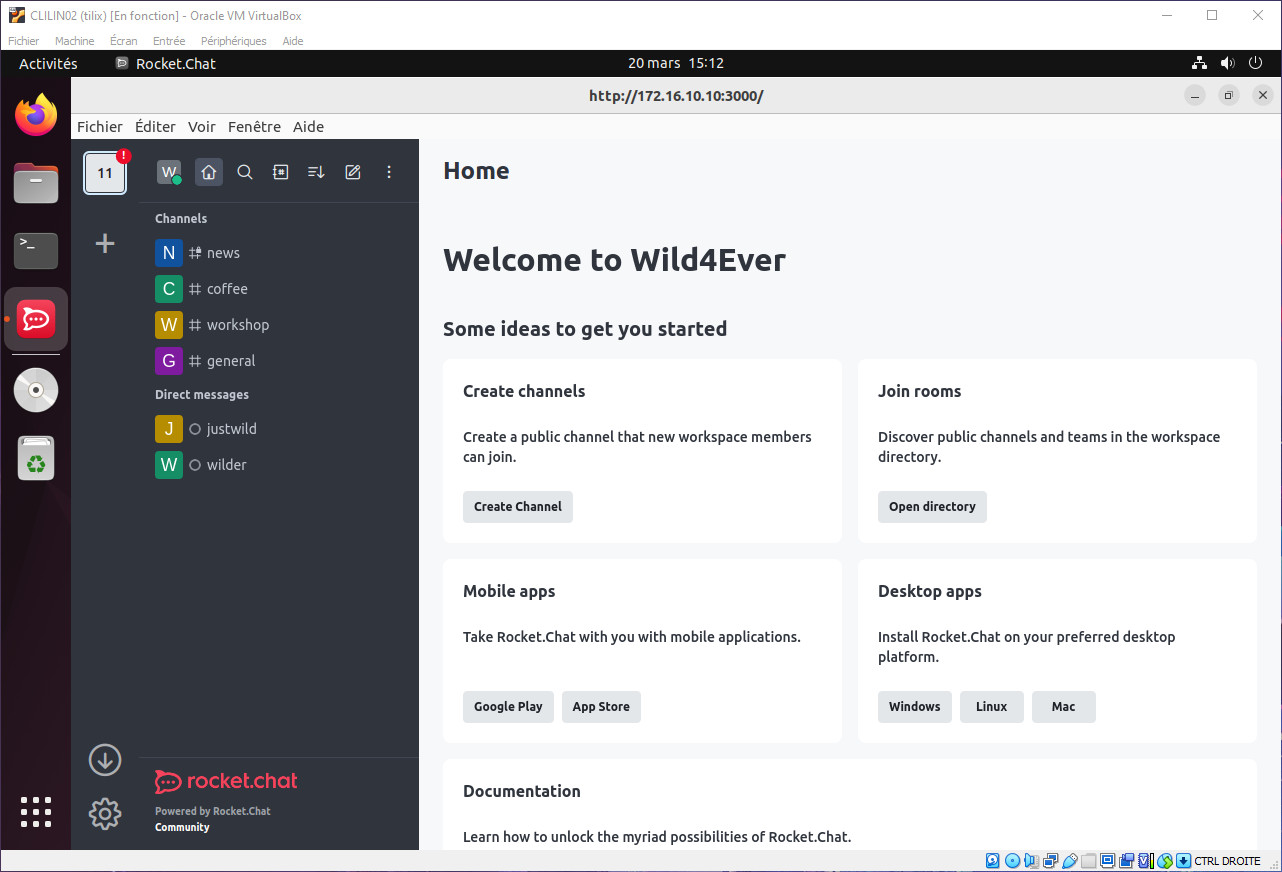 CLILIN02 (tilix) [En fonction] - Oracle VM VirtualBox
Fichier Machine Écran Entrée Périphériques Aide
Activités Rocket.Chat 20 mars 15:12
http://172.16.10.10:3000/
Fichier Éditer Voir Fenêtre Aide
11 ! W
Channels
N # news
C # coffee
W # workshop
G # general
Direct messages
J justwild
W wilder
rocket.chat
Powered by Rocket.Chat
Community
Home
Welcome to Wild4Ever
Some ideas to get you started
Create channels
Create a public channel that new workspace members
can join.
Create Channel
Join rooms
Discover public channels and teams in the workspace
directory.
Open directory
Mobile apps
Take Rocket.Chat with you with mobile applications.
Google Play App Store
Desktop apps
Install Rocket.Chat on your preferred desktop
platform.
Windows Linux Mac
Documentation
Learn how to unlock the myriad possibilities of Rocket.Chat.
CTRL DROITE